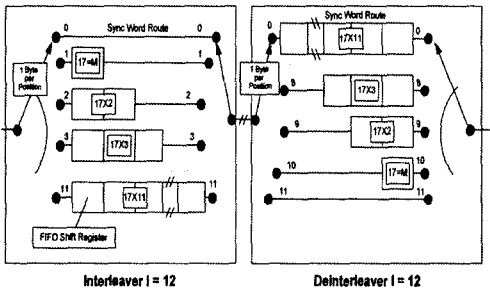 0 Sync Word Route 0
1 17=M 1
1 Byte
per
Position
2 17X2 2
3 17X3 3
11 17X11 11
FIFO Shift Register
Interleaver I = 12
Sync Word Route
0 17X11 0
1 Byte
per
Position
8 17X3 8
9 17X2 9
10 17=M 10
11 11
Deinterleaver I = 12